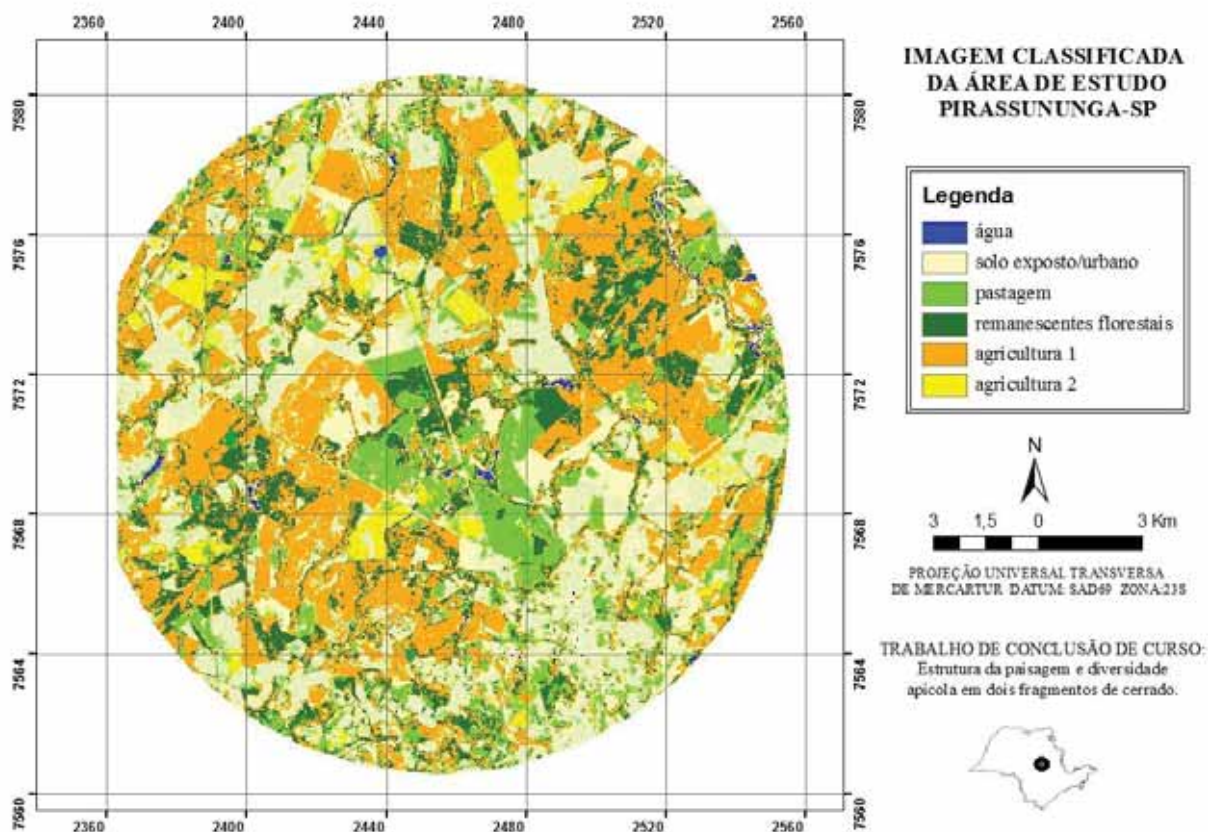 2360 2400 2440 2480 2520 2560
7580 7580
7576 7576
7572 7572
7568 7568
7564 7564
7560 7560
2360 2400 2440 2480 2520 2560
IMAGEM CLASSIFICADA
DA ÁREA DE ESTUDO
PIRASSUNUNGA-SP
Legenda
água
solo exposto/urbano
pastagem
remanescentes florestais
agricultura 1
agricultura 2
N
3 1,5 0 3 Km
PROJEÇÃO UNIVERSAL TRANSVERSA
DE MERCARTUR DATUM: SAD69 ZONA:23S
TRABALHO DE CONCLUSÃO DE CURSO:
Estrutura da paisagem e diversidade
apicola em dois fragmentos de cerrado.